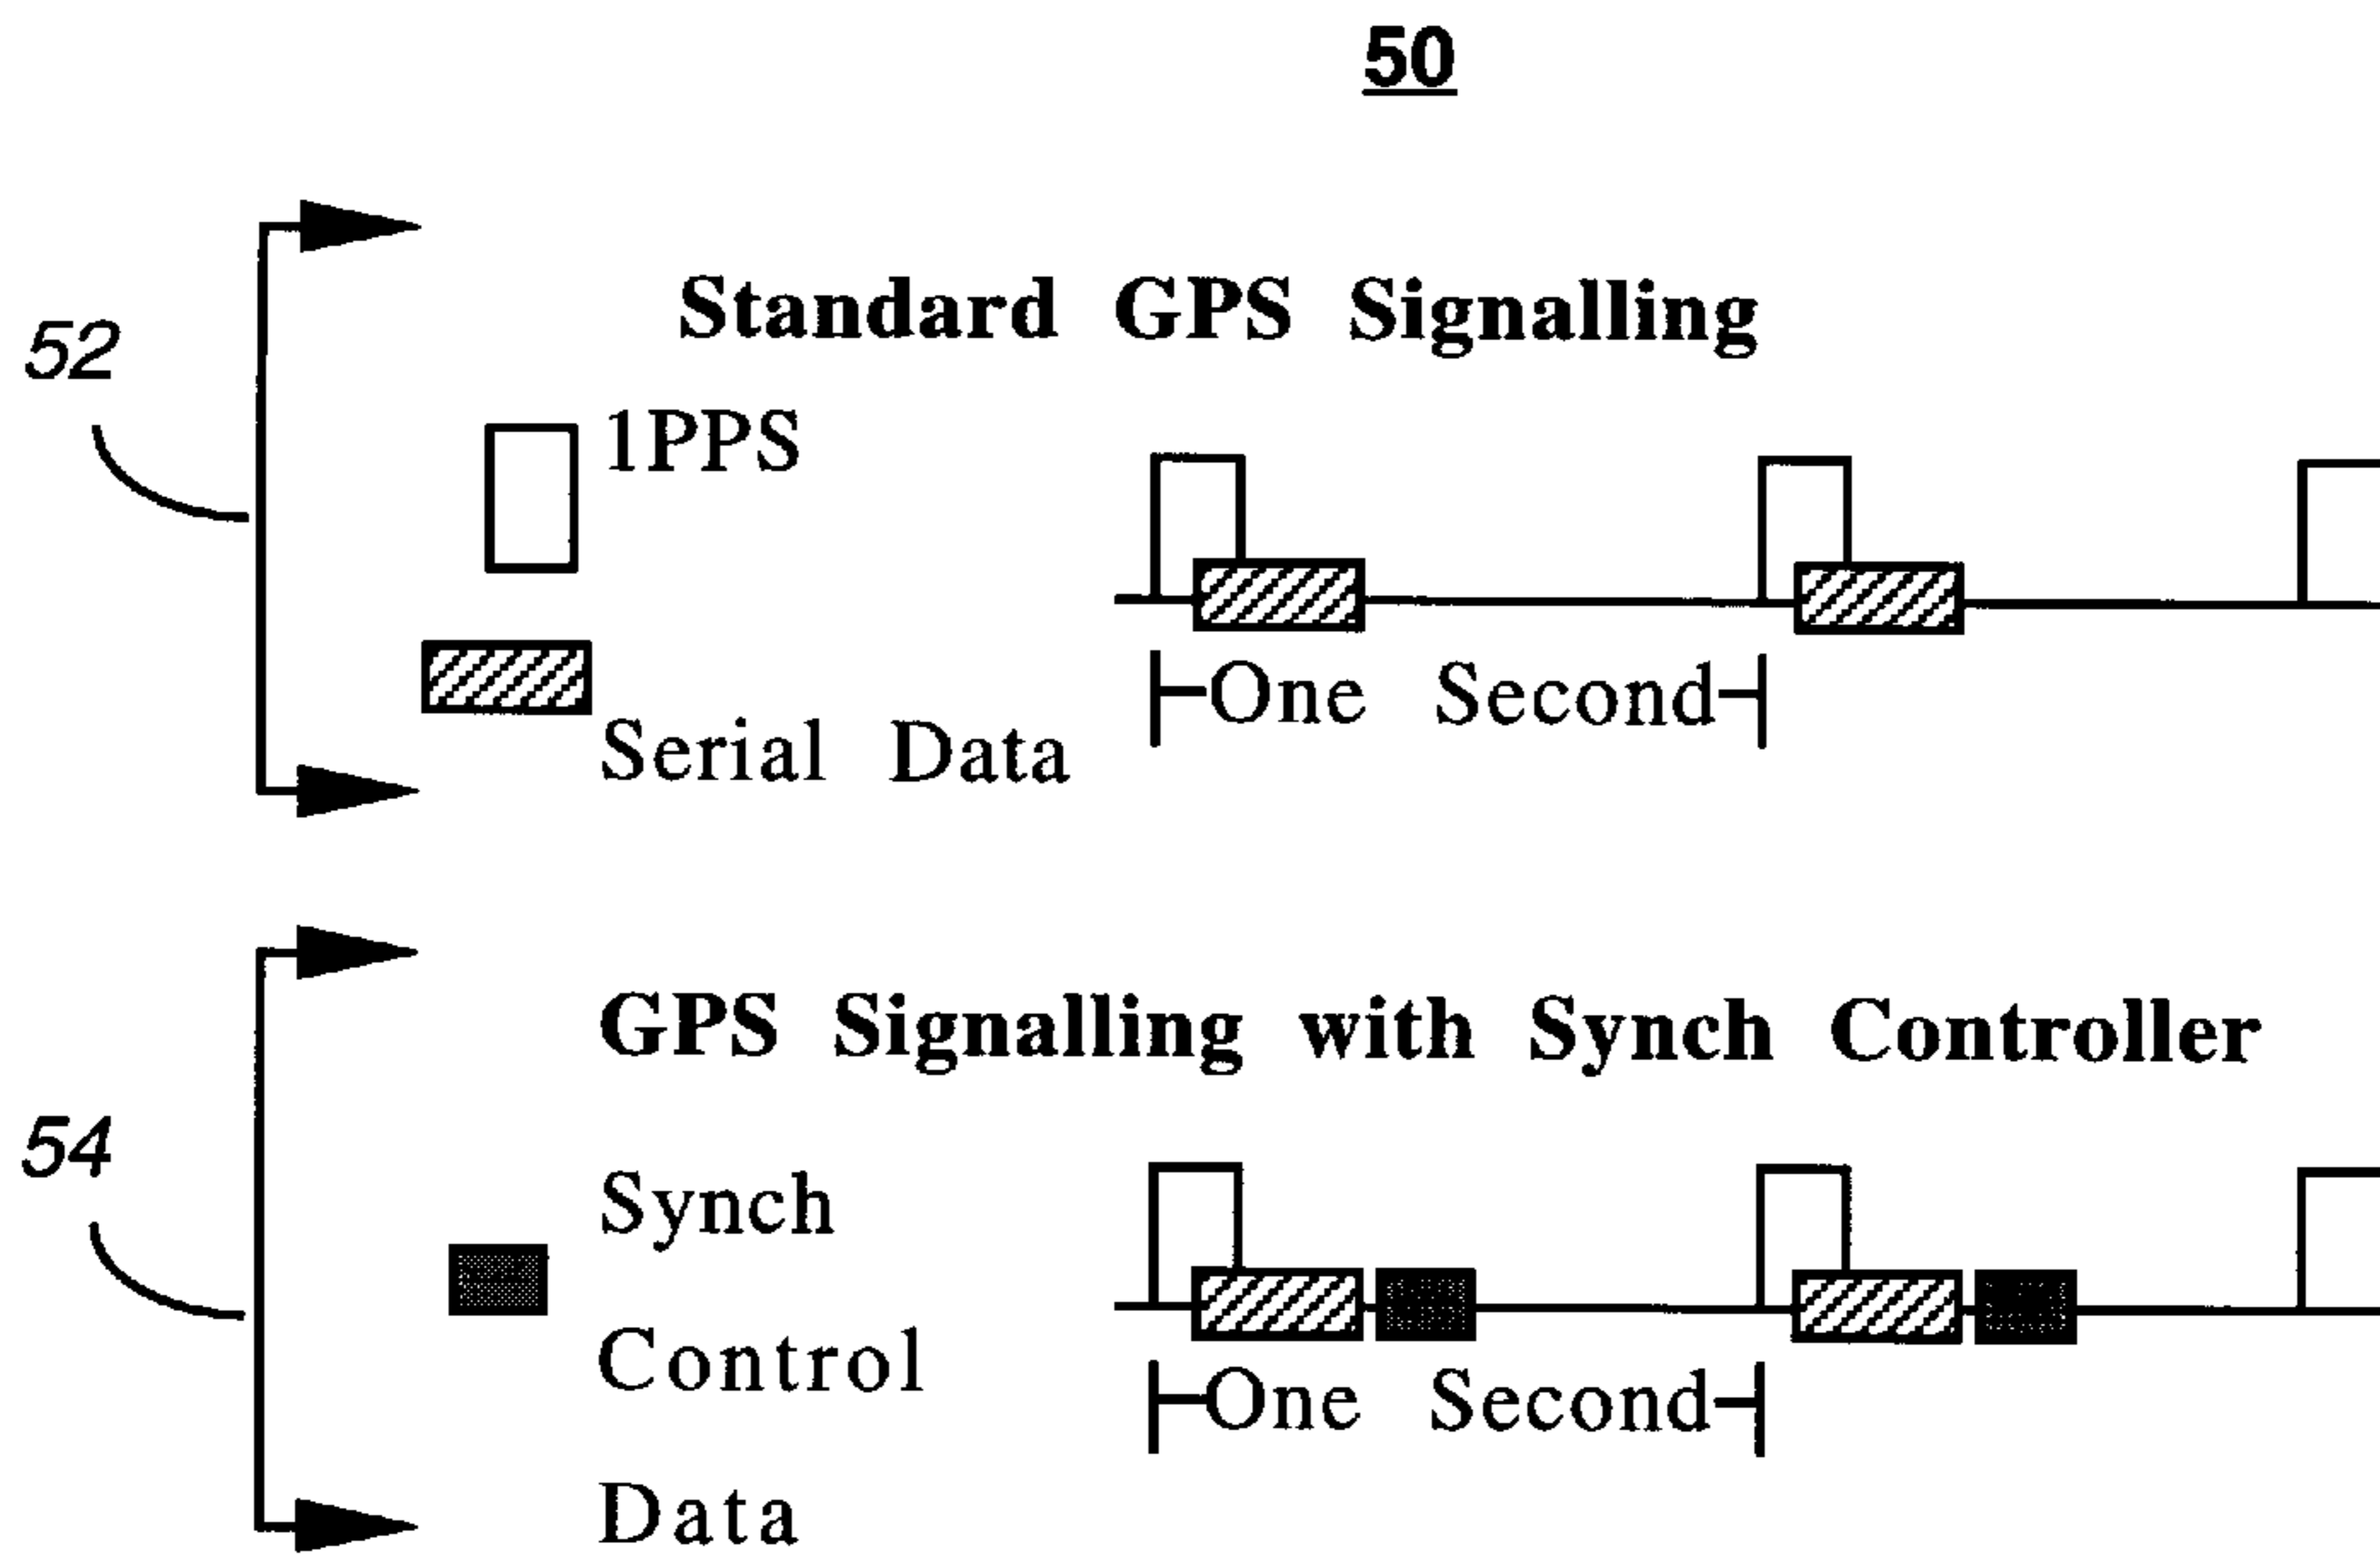 50
52
Standard GPS Signalling
1PPS
One Second
Serial Data
54
GPS Signalling with Synch Controller
Synch
Control
One Second
Data